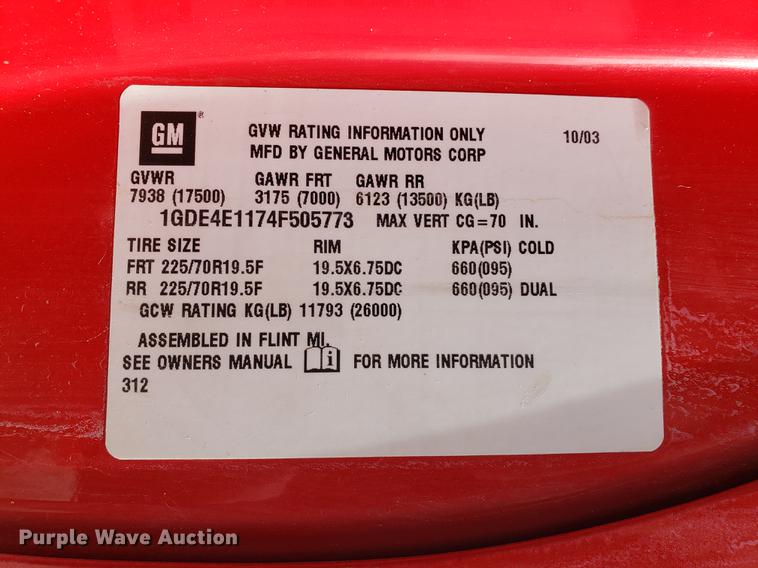 GM ®
GVW RATING INFORMATION ONLY 10/03
MFD BY GENERAL MOTORS CORP
GVWR GAWR FRT GAWR RR
7938 (17500) 3175 (7000) 6123 (13500) KG(LB)
1GDE4E1174F505773 MAX VERT CG=70 IN.
TIRE SIZE RIM KPA(PSI) COLD
FRT 225/70R19.5F 19.5X6.75DC 660(095)
RR 225/70R19.5F 19.5X6.75DC 660(095) DUAL
GCW RATING KG(LB) 11793 (26000)
ASSEMBLED IN FLINT MI.
SEE OWNERS MANUAL i FOR MORE INFORMATION
312
Purple Wave Auction